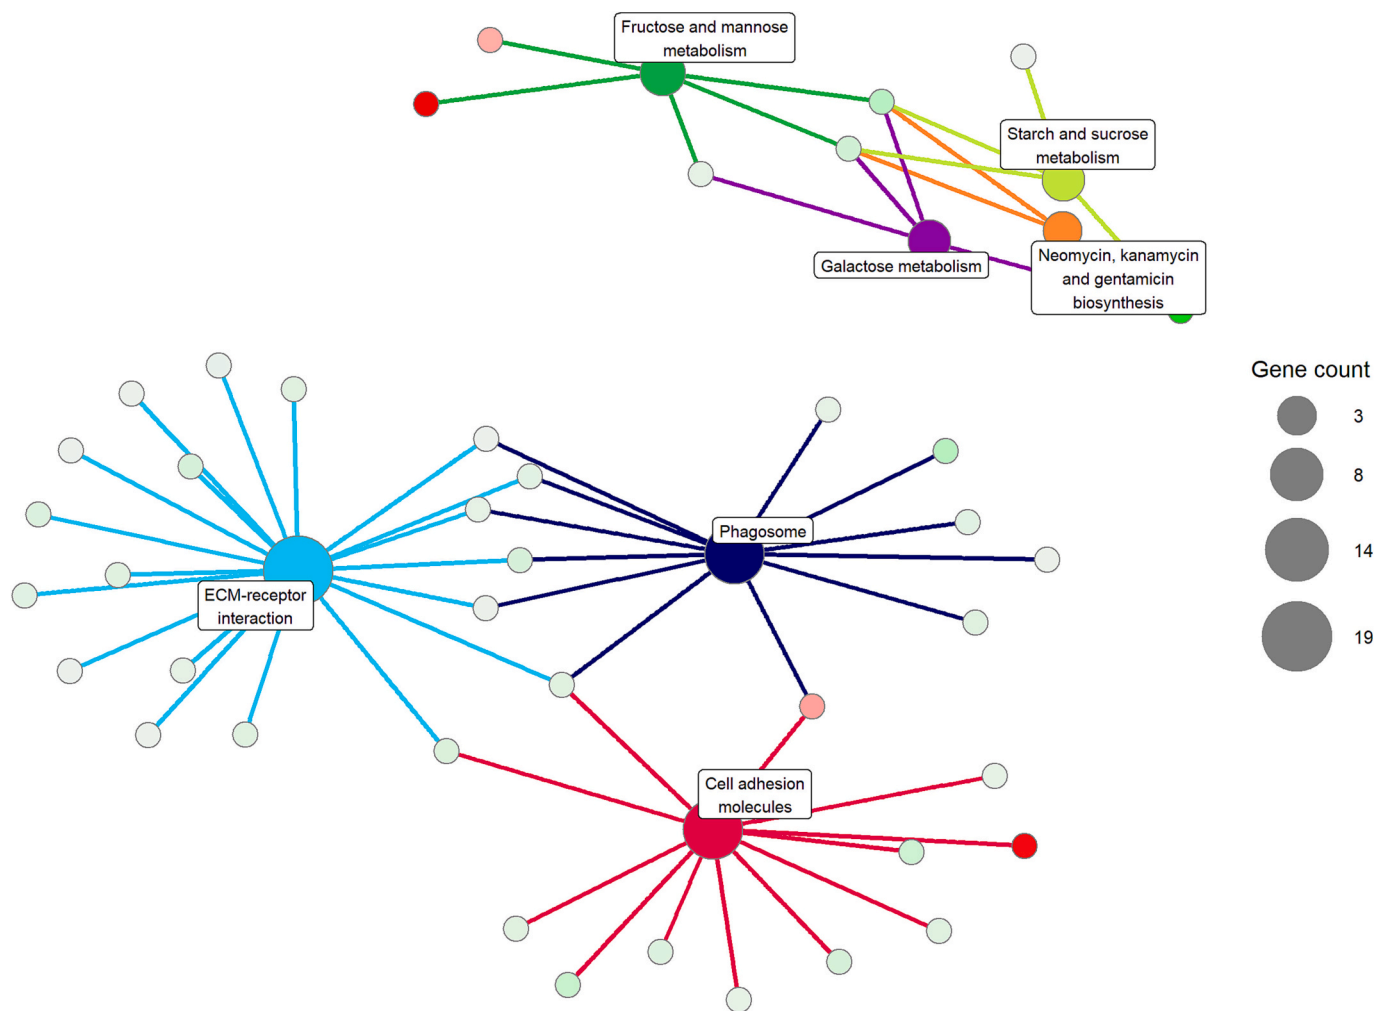 Fructose and mannose
metabolism
Starch and sucrose
metabolism
Galactose metabolism
Neomycin, kanamycin
and gentamicin
biosynthesis
Gene count
3
8
14
19
Phagosome
ECM-receptor
interaction
Cell adhesion
molecules